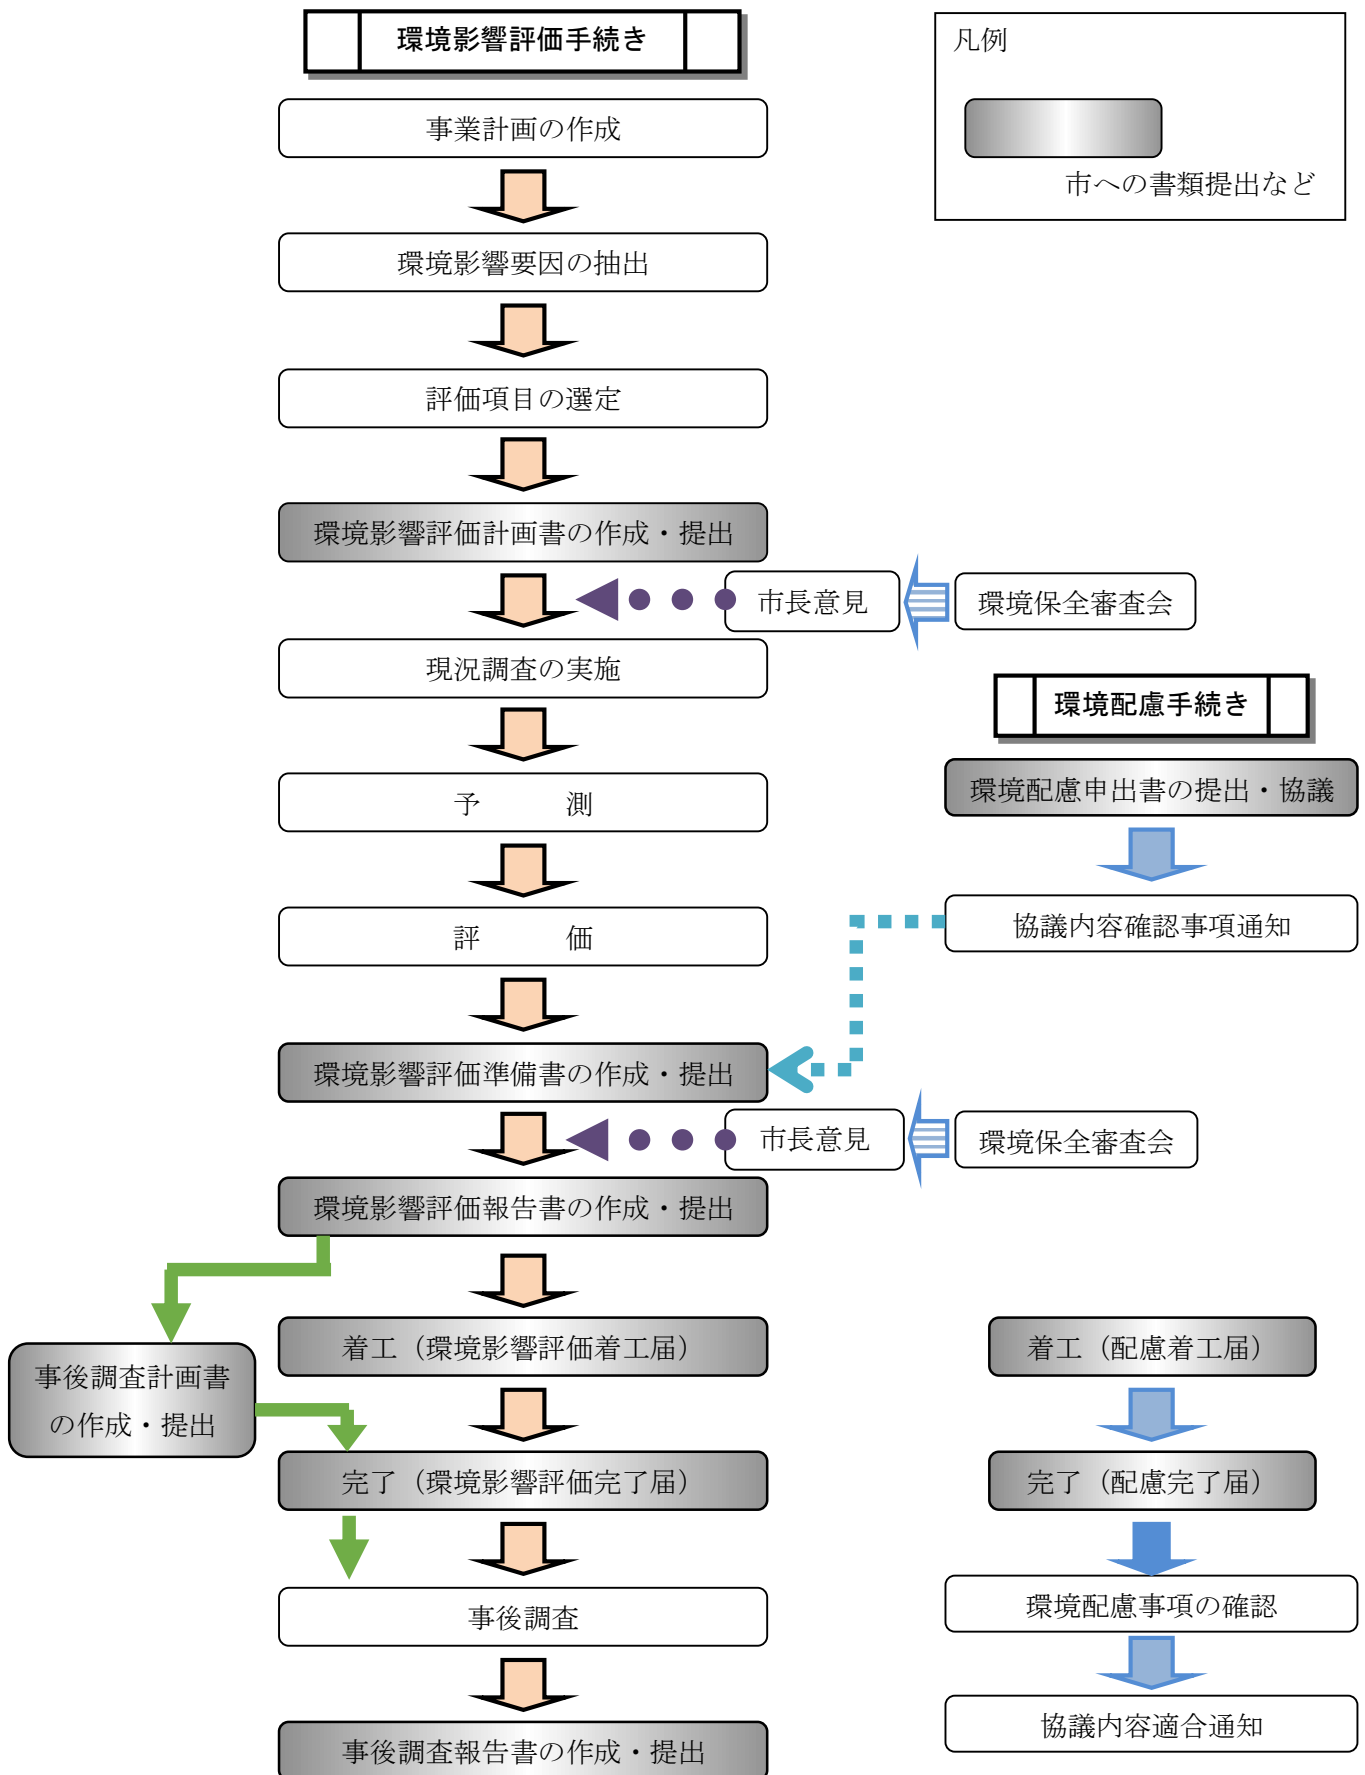 環境影響評価手続き
凡例
市への書類提出など
事業計画の作成
環境影響要因の抽出
評価項目の選定
環境影響評価計画書の作成・提出
市長意見
環境保全審査会
現況調査の実施
予　　　測
評　　　価
環境影響評価準備書の作成・提出
市長意見
環境保全審査会
環境影響評価報告書の作成・提出
着工（環境影響評価着工届）
事後調査計画書
の作成・提出
完了（環境影響評価完了届）
事後調査
事後調査報告書の作成・提出
環境配慮手続き
環境配慮申出書の提出・協議
協議内容確認事項通知
着工（配慮着工届）
完了（配慮完了届）
環境配慮事項の確認
協議内容適合通知